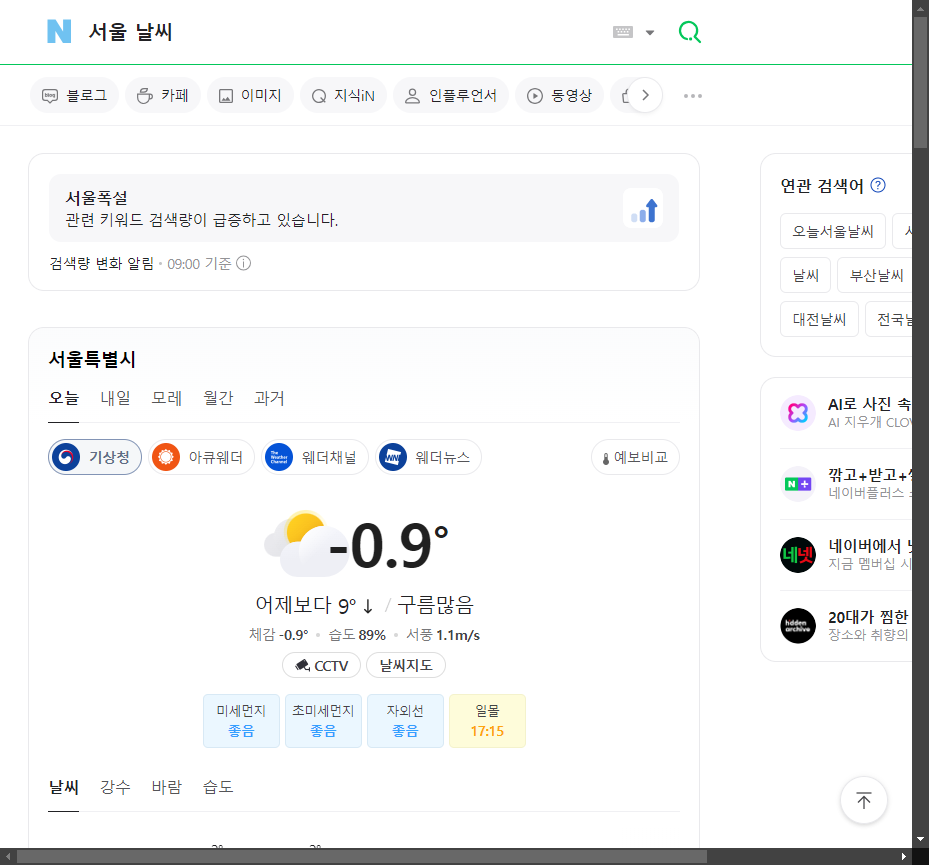 N 서울 날씨
블로그 카페 이미지 지식iN 인플루언서 동영상
서울폭설
관련 키워드 검색량이 급증하고 있습니다.
검색량 변화 알림 · 09:00 기준
서울특별시
오늘 내일 모레 월간 과거
기상청 아큐웨더 웨더채널 웨더뉴스 예보비교
-0.9°
어제보다 9° ↓ / 구름많음
체감 -0.9° · 습도 89% · 서풍 1.1m/s
CCTV 날씨지도
미세먼지 초미세먼지 자외선 일몰
좋음 좋음 좋음 17:15
날씨 강수 바람 습도
연관 검색어 ?
오늘서울날씨
날씨 부산날씨
대전날씨 전국날
AI로 사진 속
AI 지우개 CLOV
깎고+받고+
네이버플러스
네넷
네이버에서
지금 멤버십 시
hidden
archive
20대가 찜한
장소와 취향의